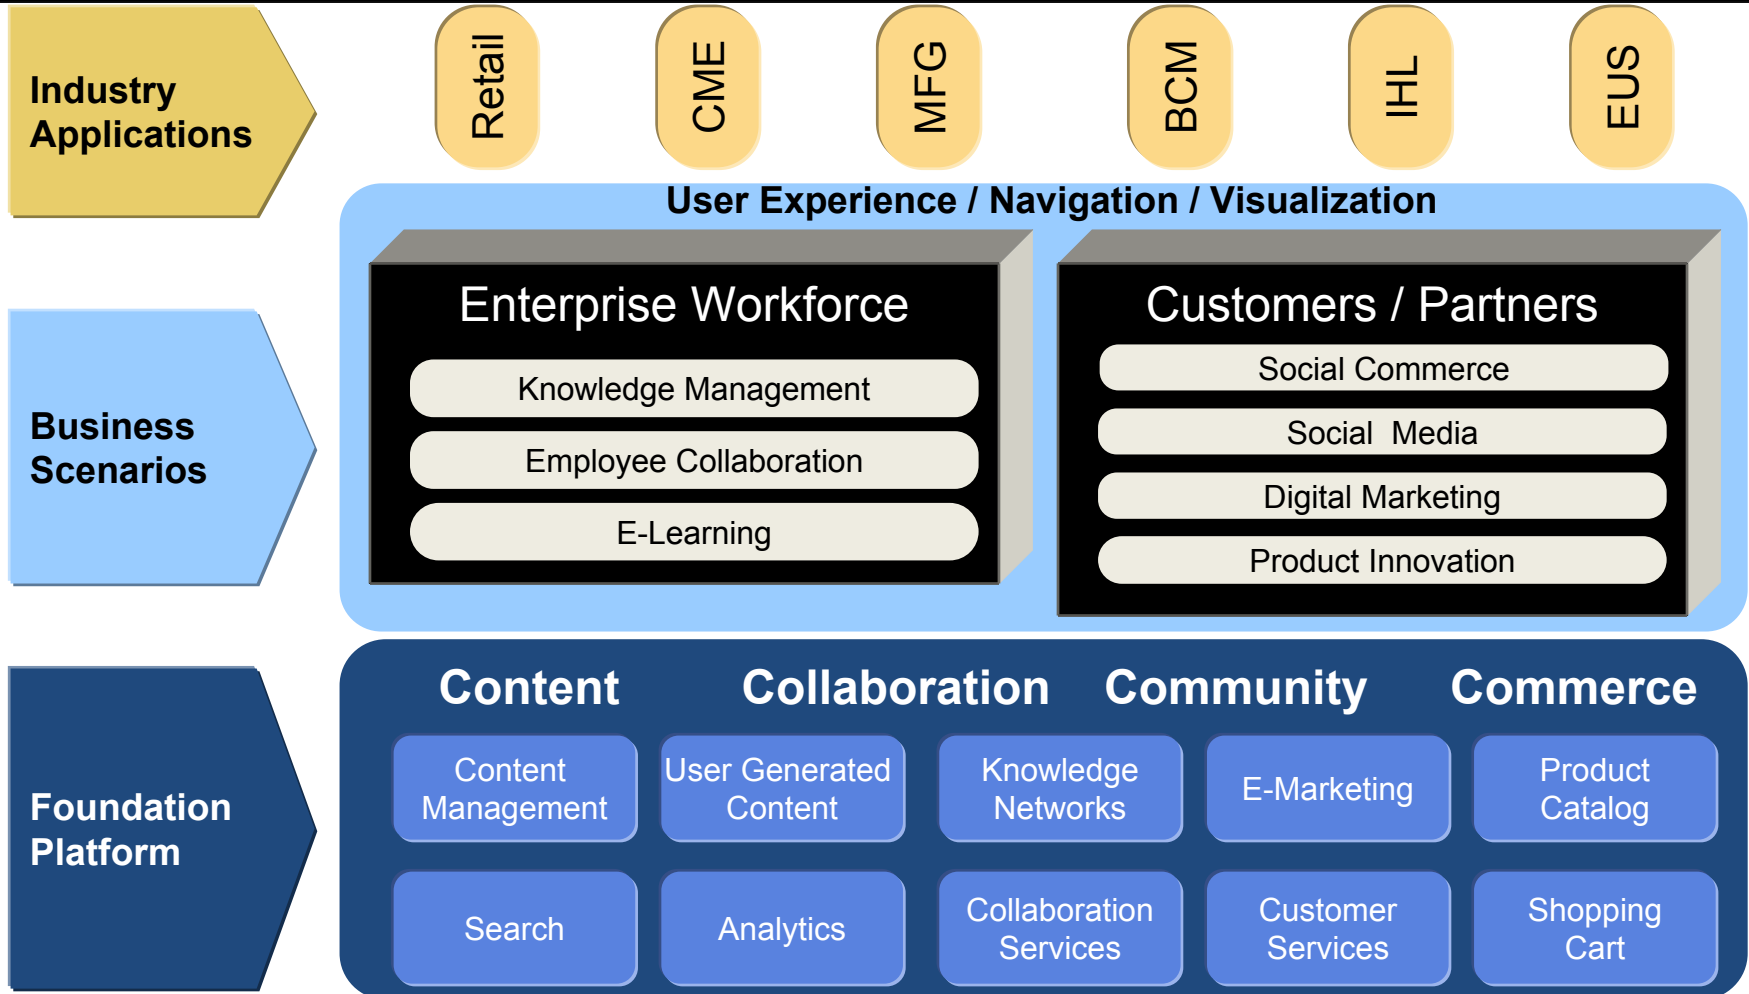 Industry
Applications
Retail
CME
MFG
BCM
IHL
EUS
User Experience / Navigation / Visualization
Business
Scenarios
Enterprise Workforce
Knowledge Management
Employee Collaboration
E-Learning
Customers / Partners
Social Commerce
Social Media
Digital Marketing
Product Innovation
Foundation
Platform
Content
Collaboration
Community
Commerce
Content
Management
User Generated
Content
Knowledge
Networks
E-Marketing
Product
Catalog
Search
Analytics
Collaboration
Services
Customer
Services
Shopping
Cart